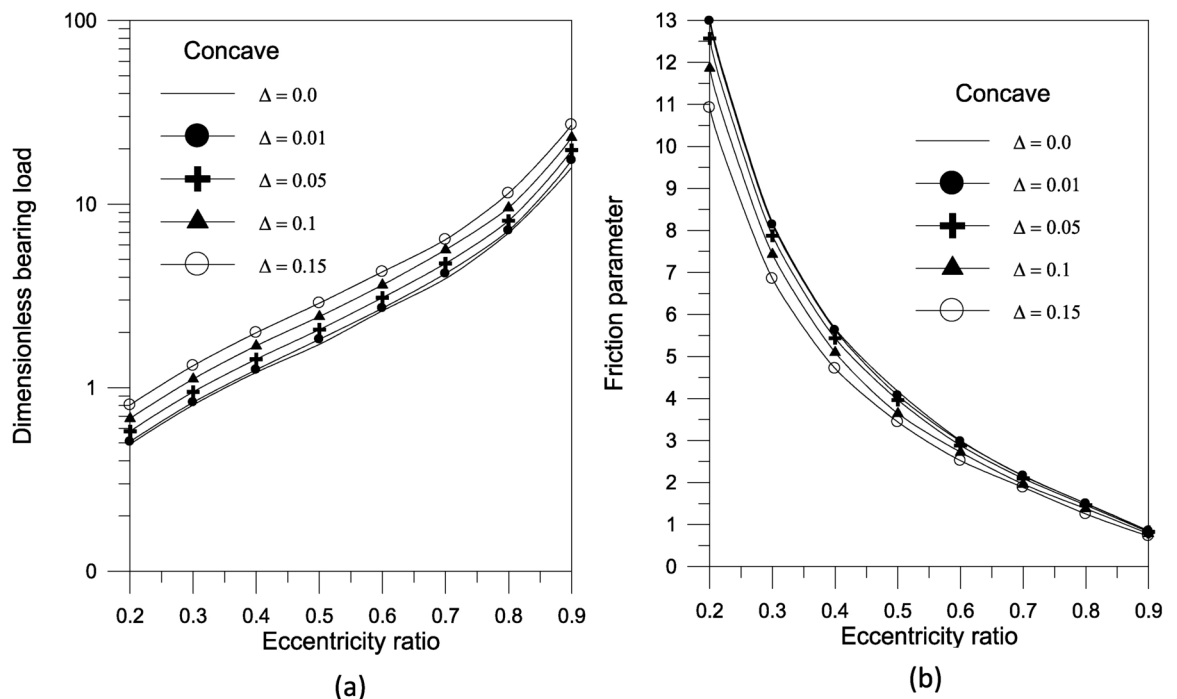 Concave
Δ = 0.0
Δ = 0.01
Δ = 0.05
Δ = 0.1
Δ = 0.15
Dimensionless bearing load
100
10
1
0
0.2 0.3 0.4 0.5 0.6 0.7 0.8 0.9
Eccentricity ratio
(a)
Concave
Δ = 0.0
Δ = 0.01
Δ = 0.05
Δ = 0.1
Δ = 0.15
Friction parameter
13
12
11
10
9
8
7
6
5
4
3
2
1
0
0.2 0.3 0.4 0.5 0.6 0.7 0.8 0.9
Eccentricity ratio
(b)